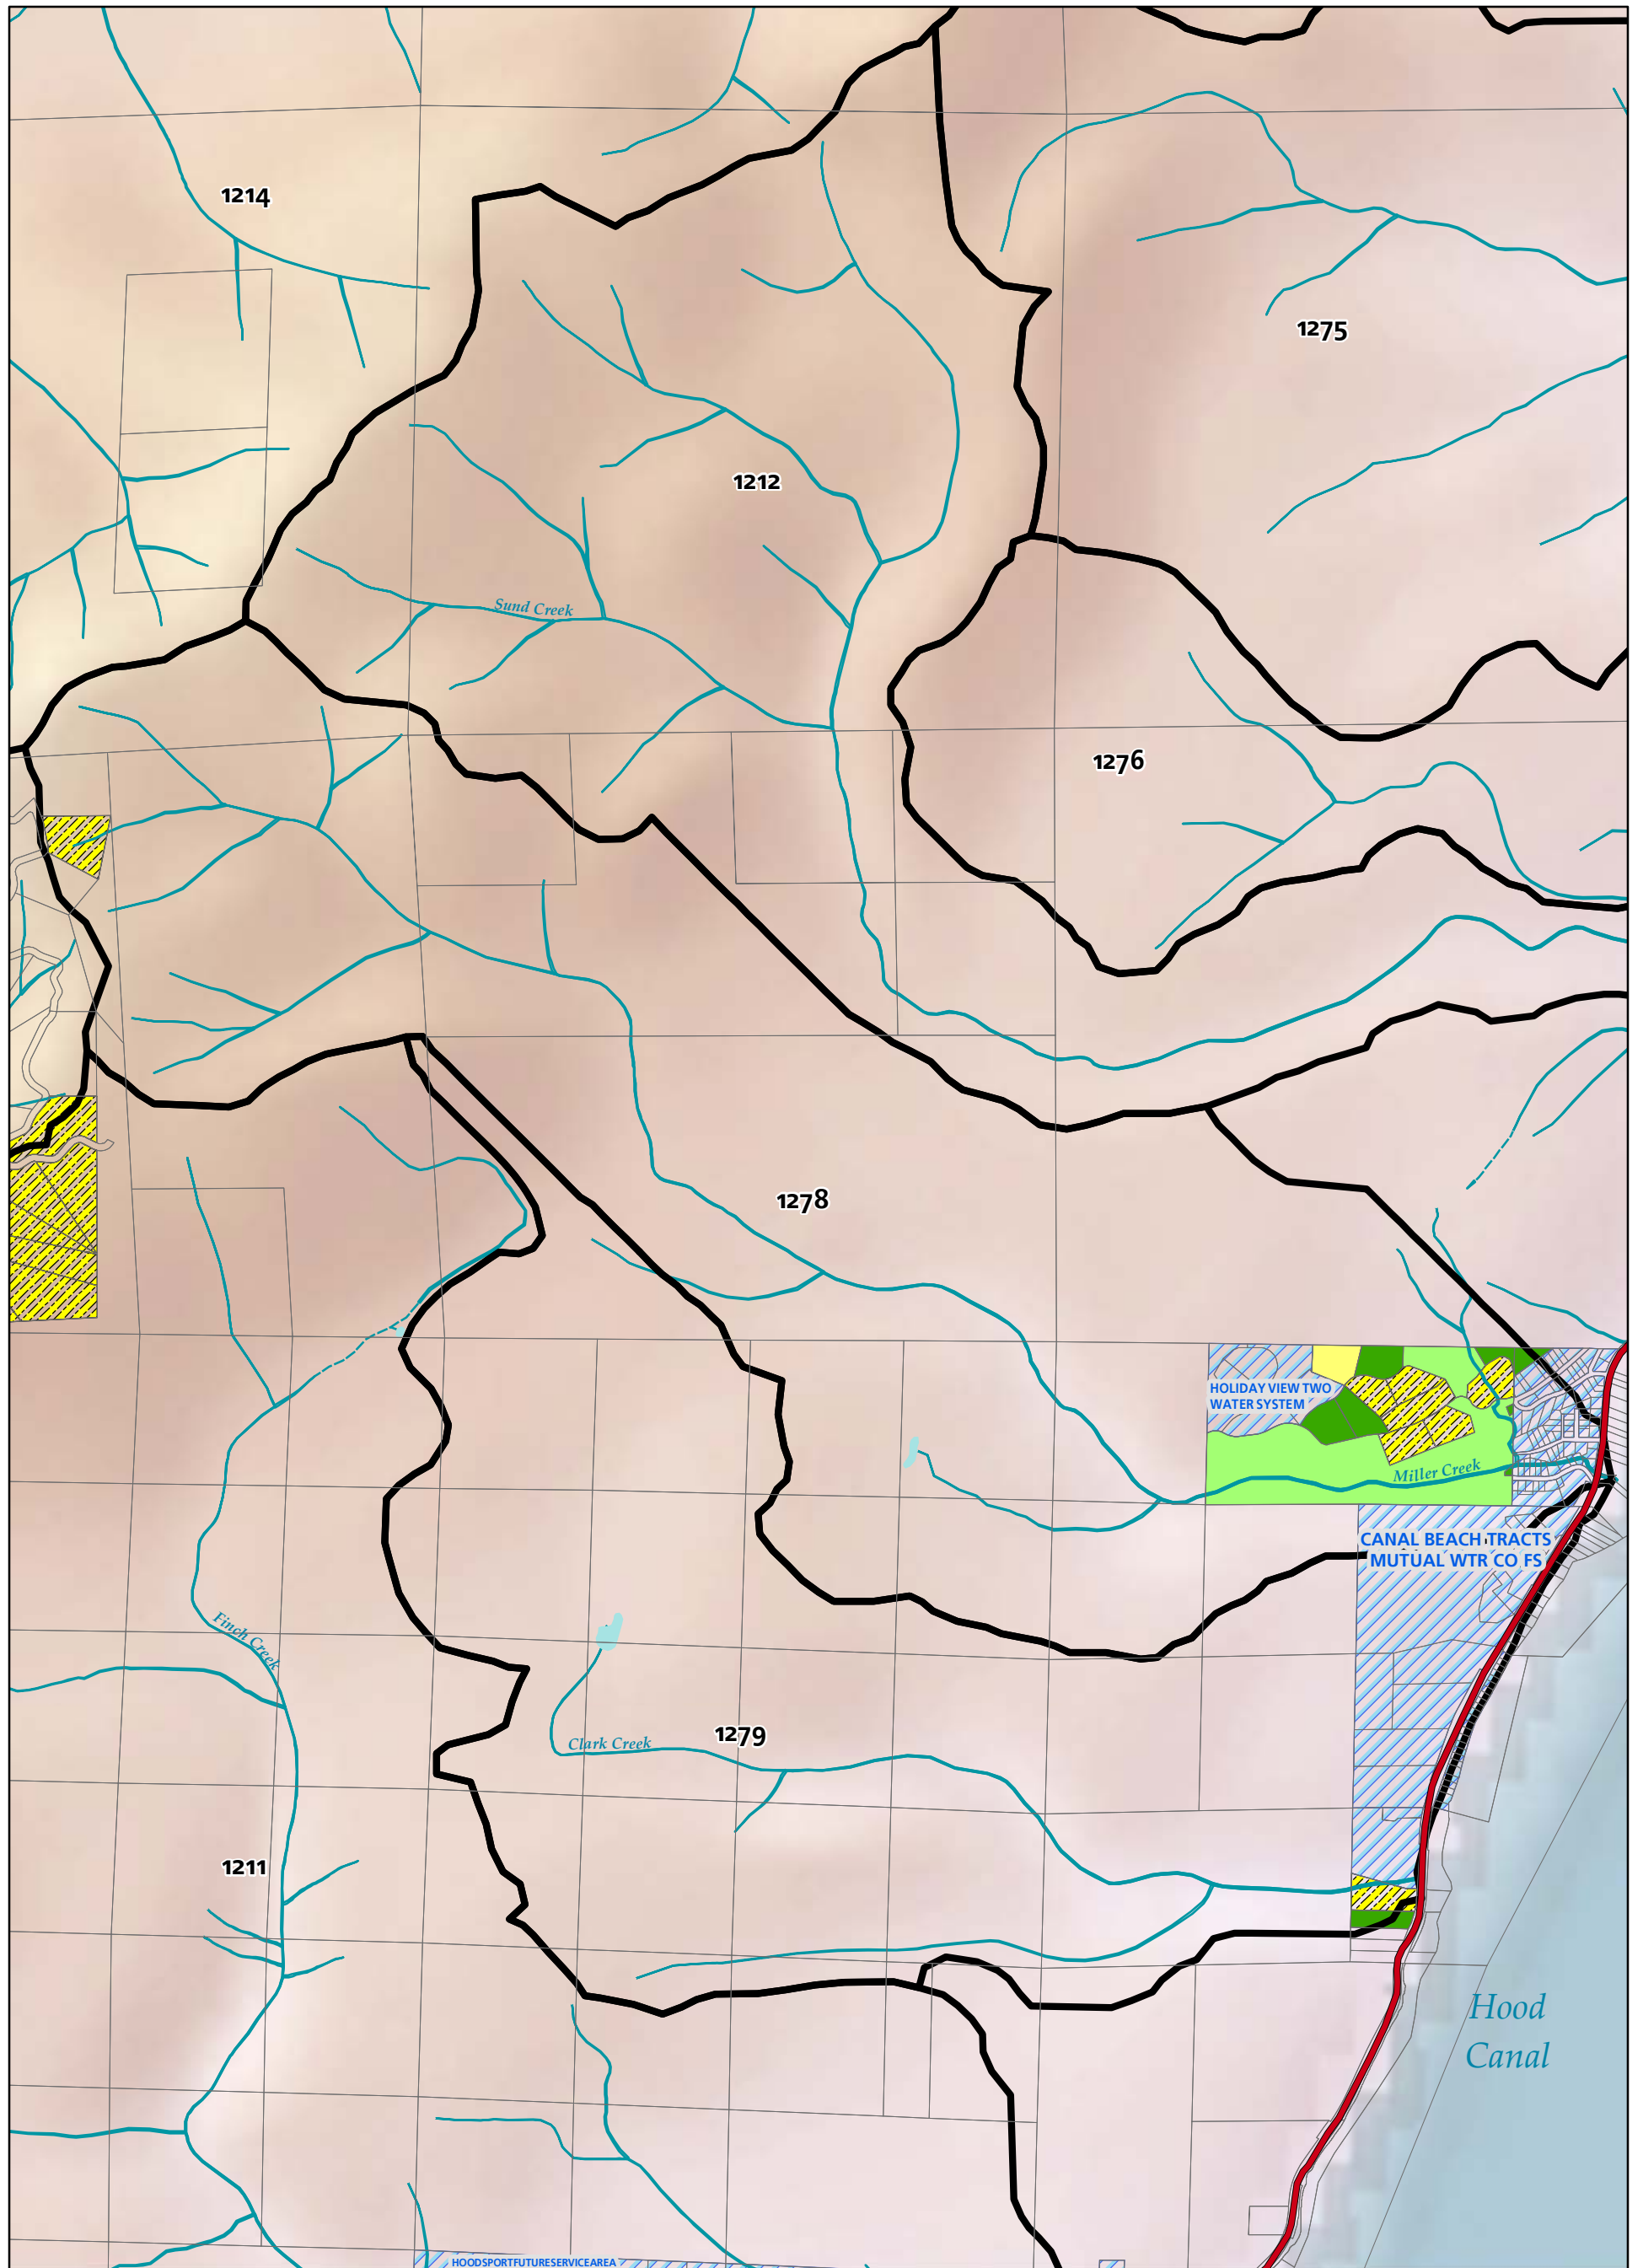 1214
1275
1212
Sund Creek
1276
1278
HOLIDAY VIEW TWO
WATER SYSTEM
Miller Creek
CANAL BEACH TRACTS
MUTUAL WTR CO FS
Finch Creek
Clark Creek
1279
1211
Hood
Canal
HOODSPORTFUTURESERVICEAREA